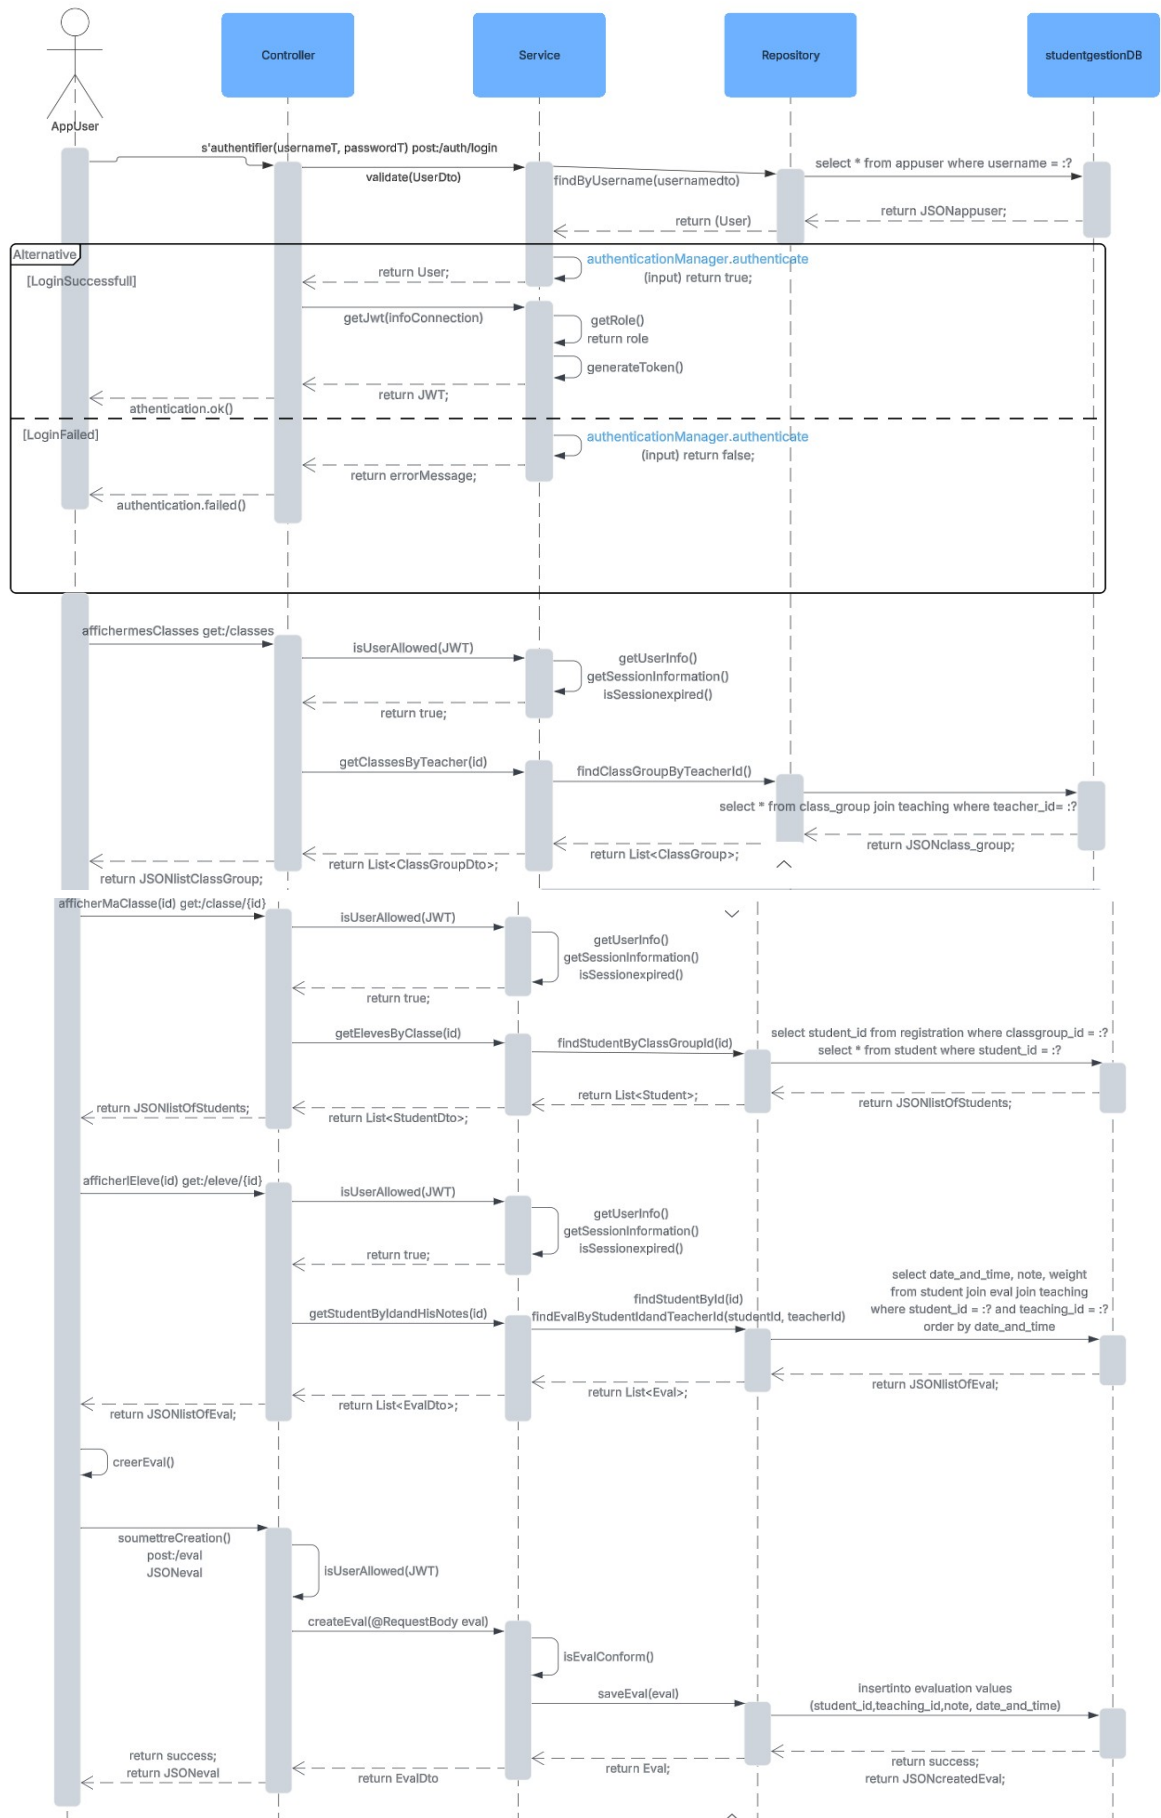 Controller
Service
Repository
studentgestionDB
AppUser
s'authentifier(usernameT, passwordT) post:/auth/login
validate(UserDto)
findByUsername(usernamedto)
select * from appuser where username = :?
return JSONappuser;
return (User)
Alternative
[LoginSuccessfull]
return User;
authenticationManager.authenticate
(input) return true;
getJwt(infoConnection)
getRole()
return role
generateToken()
return JWT;
athentication.ok()
[LoginFailed]
authenticationManager.authenticate
(input) return false;
return errorMessage;
authentication.failed()
affichermesClasses get:/classes
isUserAllowed(JWT)
getUserInfo()
getSessionInformation()
isSessionexpired()
return true;
getClassesByTeacher(id)
findClassGroupByTeacherId()
select * from class_group join teaching where teacher_id= :?
return JSONclass_group;
return List<ClassGroup>;
return List<ClassGroupDto>;
return JSONlistClassGroup;
afficherMaClasse(id) get:/classe/{id}
isUserAllowed(JWT)
getUserInfo()
getSessionInformation()
isSessionexpired()
return true;
getElevesByClasse(id)
findStudentByClassGroupId(id)
select student_id from registration where classgroup_id = :?
select * from student where student_id = :?
return List<Student>;
return JSONlistOfStudents;
return JSONlistOfStudents;
return List<StudentDto>;
afficherlEleve(id) get:/eleve/{id}
isUserAllowed(JWT)
getUserInfo()
getSessionInformation()
isSessionexpired()
return true;
select date_and_time, note, weight
from student join eval join teaching
where student_id = :? and teaching_id = :?
order by date_and_time
getStudentByIdandHisNotes(id)
findStudentById(id)
findEvalByStudentIdandTeacherId(studentId, teacherId)
return JSONlistOfEval;
return List<Eval>;
return List<EvalDto>;
return JSONlistOfEval;
creerEval()
soumettreCreation()
post:/eval
JSONeval
isUserAllowed(JWT)
createEval(@RequestBody eval)
isEvalConform()
saveEval(eval)
insertinto evaluation values
(student_id,teaching_id,note, date_and_time)
return success;
return JSONcreatedEval;
return Eval;
return EvalDto
return success;
return JSONeval